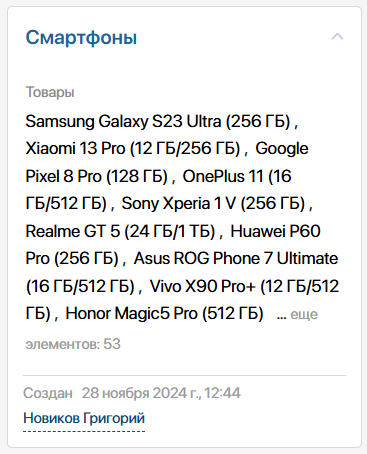 Смартфоны
Товары
Samsung Galaxy S23 Ultra (256 ГБ) ,
Xiaomi 13 Pro (12 ГБ/256 ГБ) , Google
Pixel 8 Pro (128 ГБ) , OnePlus 11 (16
ГБ/512 ГБ) , Sony Xperia 1 V (256 ГБ) ,
Realme GT 5 (24 ГБ/1 ТБ) , Huawei P60
Pro (256 ГБ) , Asus ROG Phone 7 Ultimate
(16 ГБ/512 ГБ) , Vivo X90 Pro+ (12 ГБ/512
ГБ) , Honor Magic5 Pro (512 ГБ) ... еще
элементов: 53
Создан 28 ноября 2024 г., 12:44
Новиков Григорий